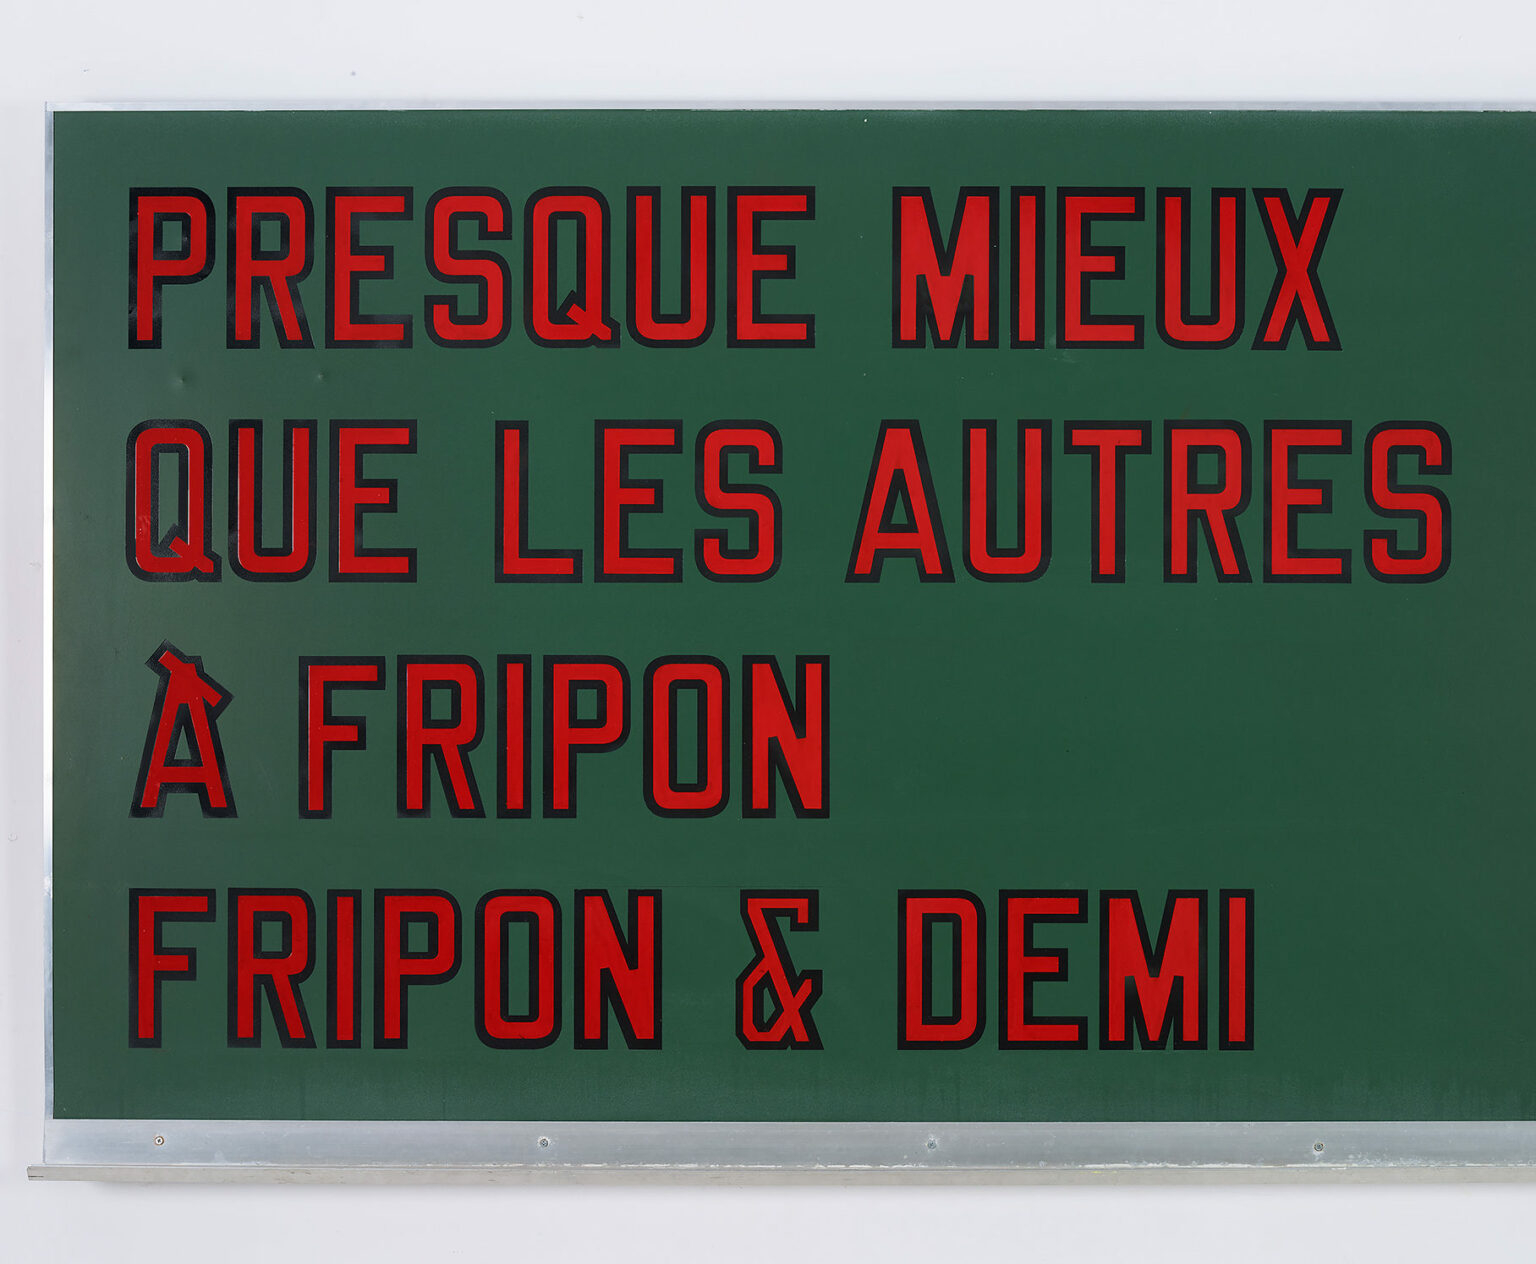 PRESQUE MIEUX
QUE LES AUTRES
À FRIPON
FRIPON & DEMI